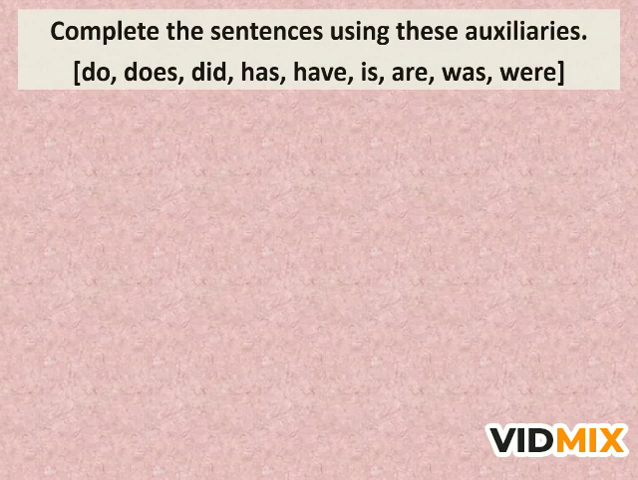 Complete the sentences using these auxiliaries.
[do, does, did, has, have, is, are, was, were]
VIDMIX